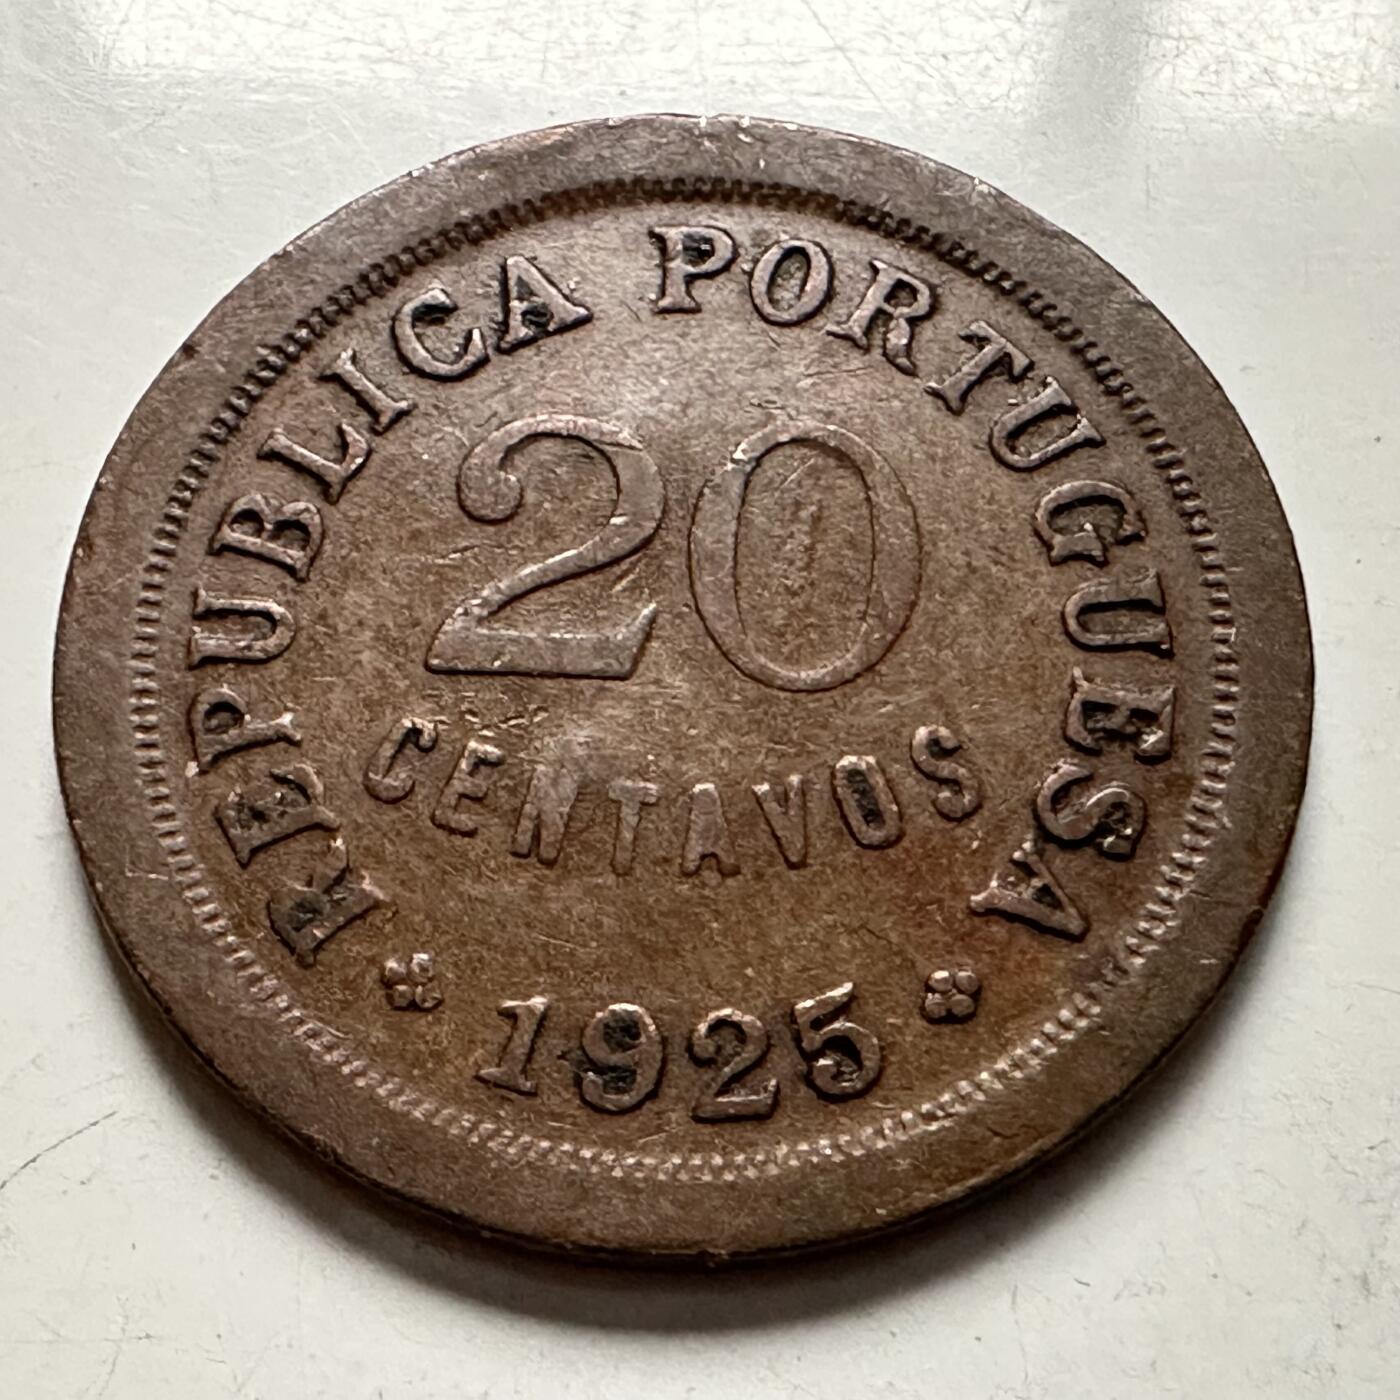 REPUBLICA PORTUGUESA
20
CENTAVOS
1925